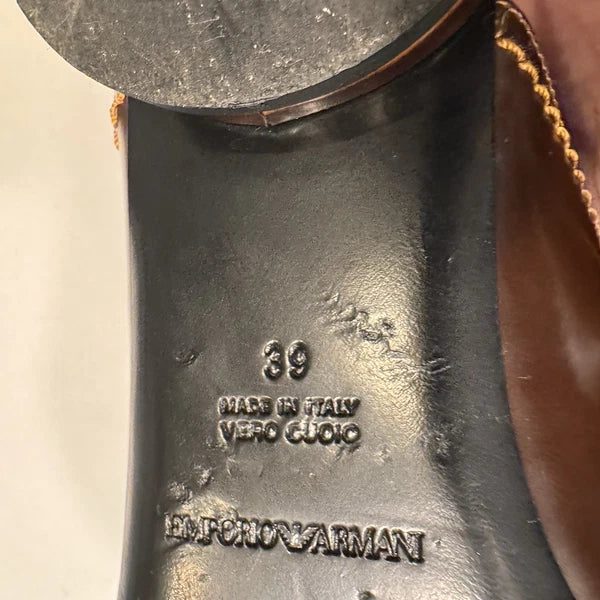 39
MADE IN ITALY
VERO CUOIO
EMPORIO ARMANI